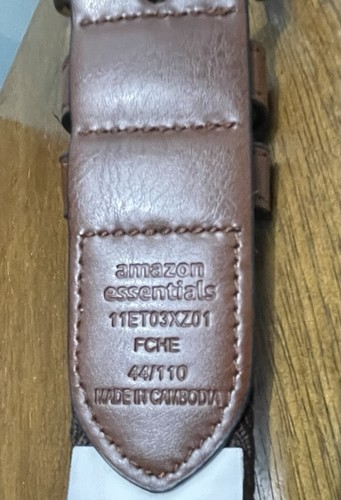 amazon
essentials
11ET03XZ01
FCHE
44/110
MADE IN CAMBODIA